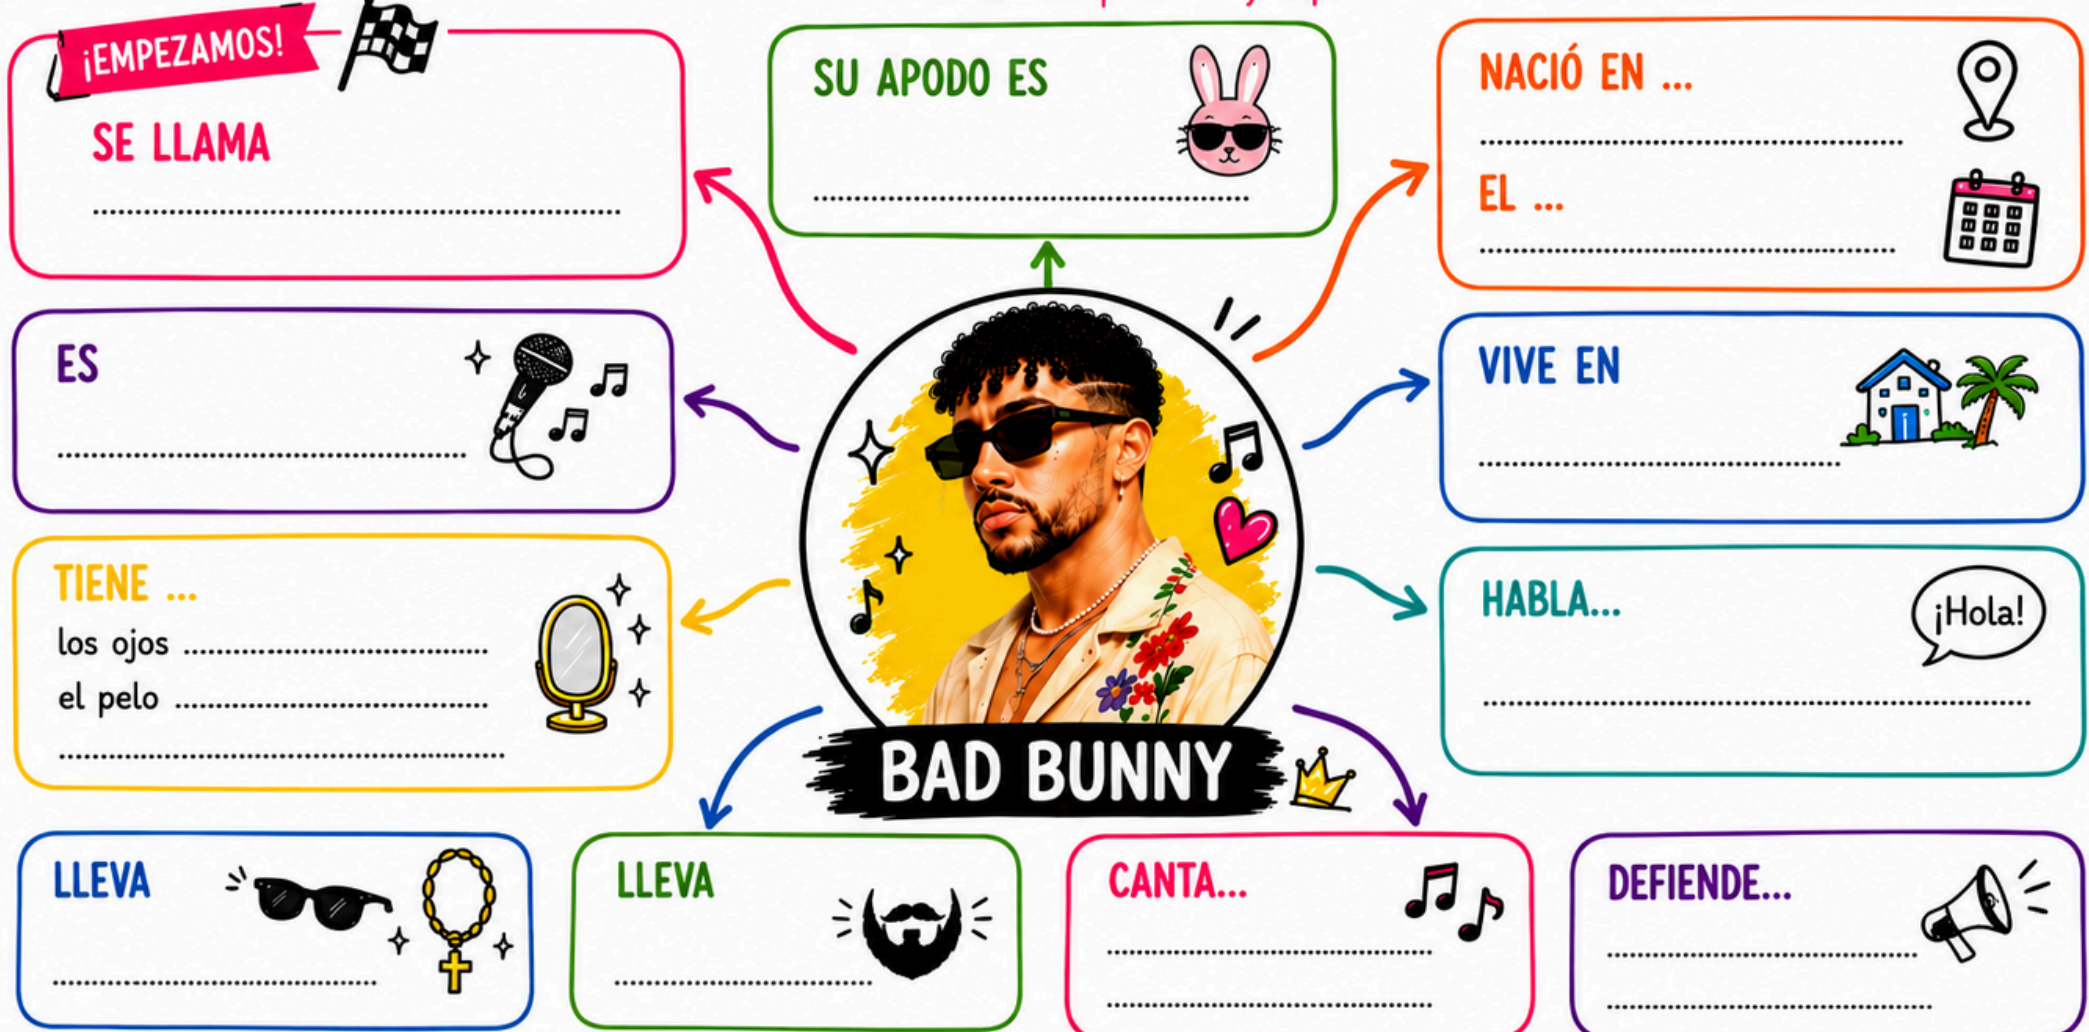 ¡EMPEZAMOS!
SE LLAMA
SU APODO ES
NACIÓ EN ...
EL ...
ES
VIVE EN
TIENE ...
los ojos
el pelo
HABLA...
¡Hola!
BAD BUNNY
LLEVA
LLEVA
CANTA...
DEFIENDE...